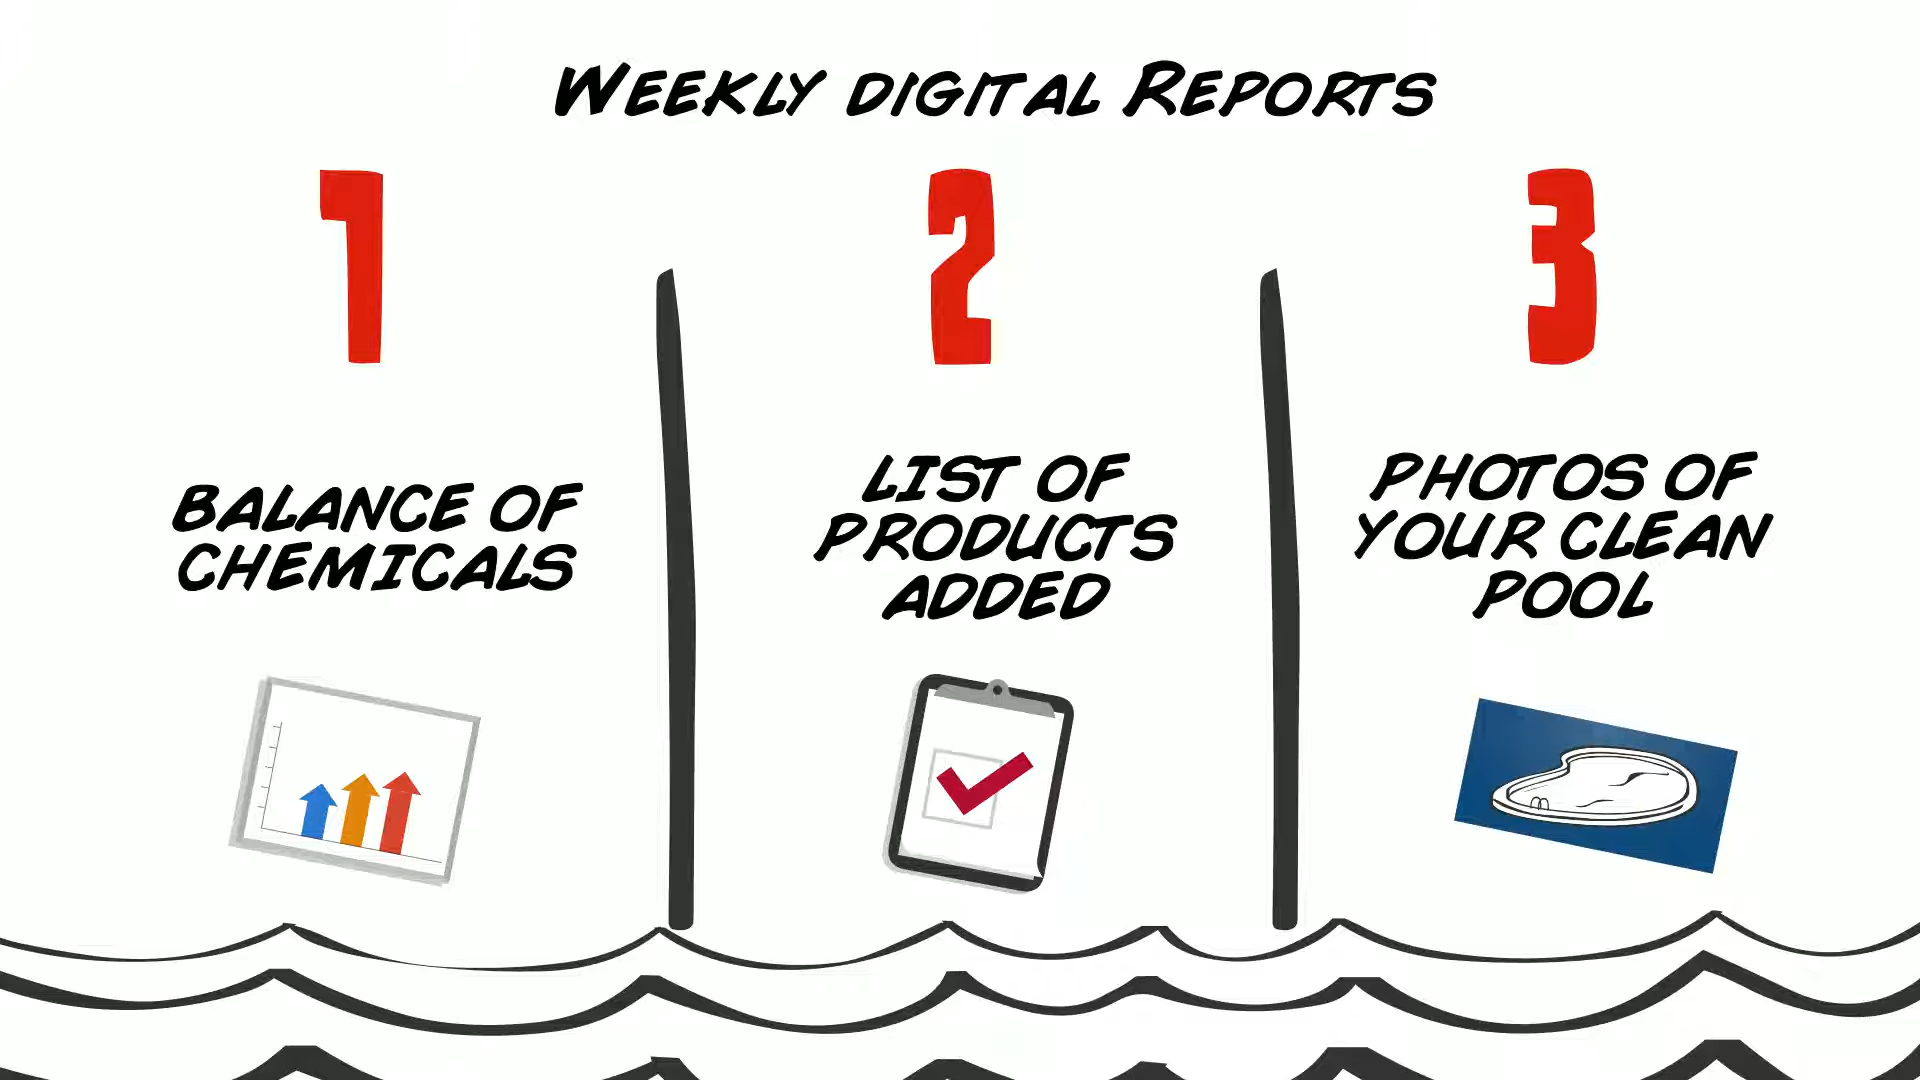 Weekly digital Reports
1
2
3
BALANCE OF
CHEMICALS
LIST OF
PRODUCTS
ADDED
PHOTOS OF
YOUR CLEAN
POOL